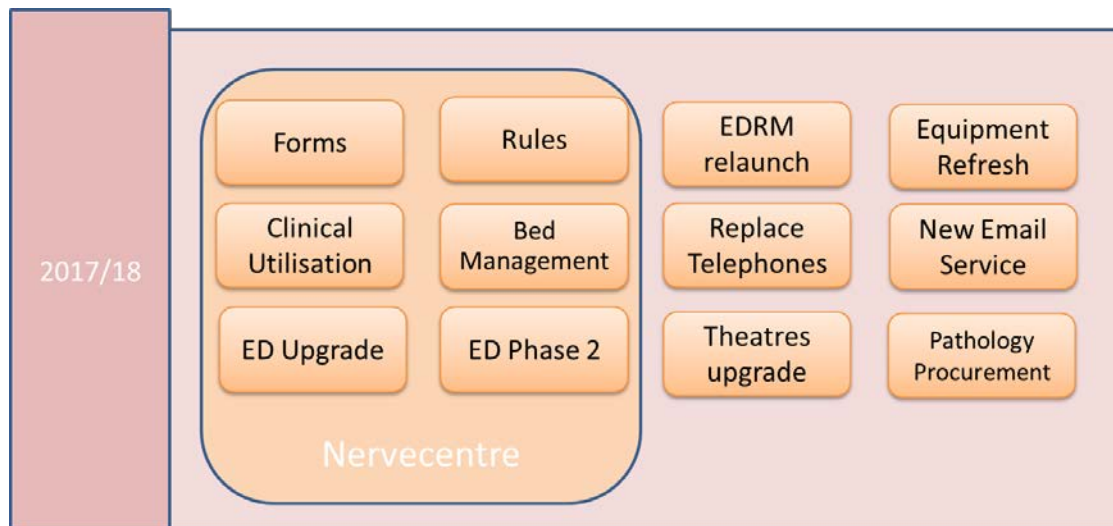 2017/18
Forms
Rules
EDRM
relaunch
Equipment
Refresh
Clinical
Utilisation
Bed
Management
Replace
Telephones
New Email
Service
ED Upgrade
ED Phase 2
Theatres
upgrade
Pathology
Procurement
Nervecentre